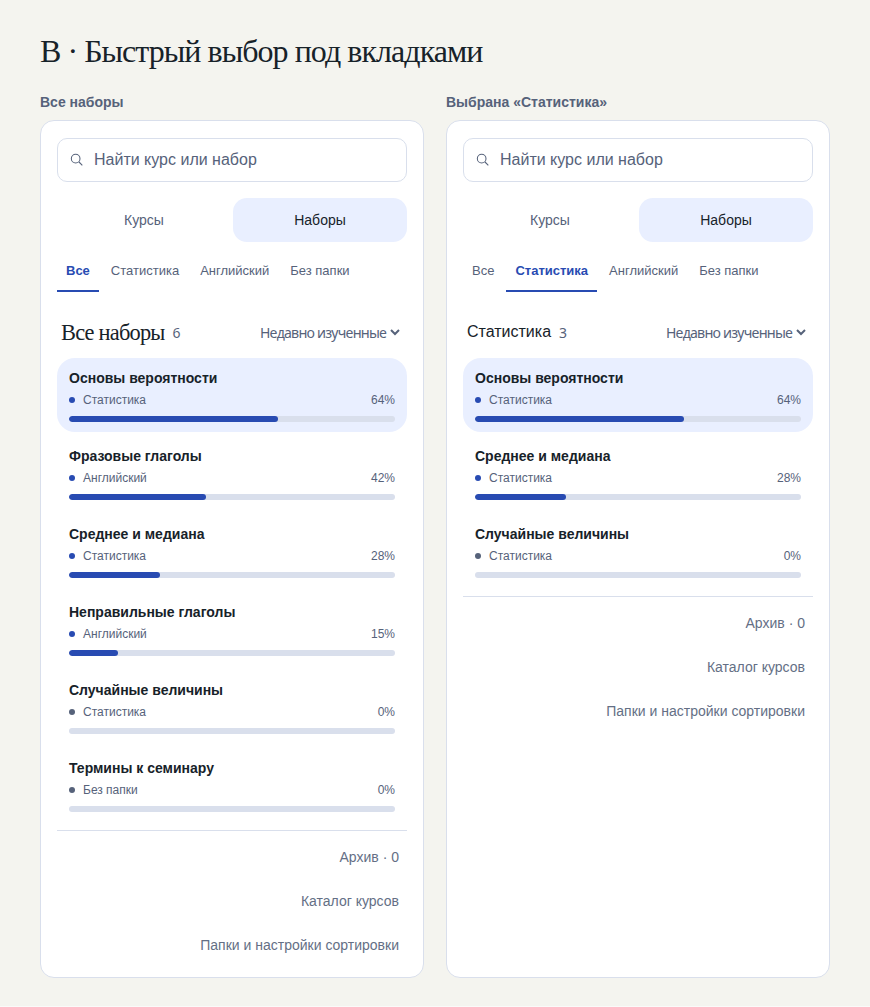 B · Быстрый выбор под вкладками
Все наборы
Найти курс или набор
Курсы Наборы
Все Статистика Английский Без папки
Все наборы 6 Недавно изученные
Основы вероятности
Статистика 64%
Фразовые глаголы
Английский 42%
Среднее и медиана
Статистика 28%
Неправильные глаголы
Английский 15%
Случайные величины
Статистика 0%
Термины к семинару
Без папки 0%
Архив · 0
Каталог курсов
Папки и настройки сортировки
Выбрана «Статистика»
Найти курс или набор
Курсы Наборы
Все Статистика Английский Без папки
Статистика 3 Недавно изученные
Основы вероятности
Статистика 64%
Среднее и медиана
Статистика 28%
Случайные величины
Статистика 0%
Архив · 0
Каталог курсов
Папки и настройки сортировки